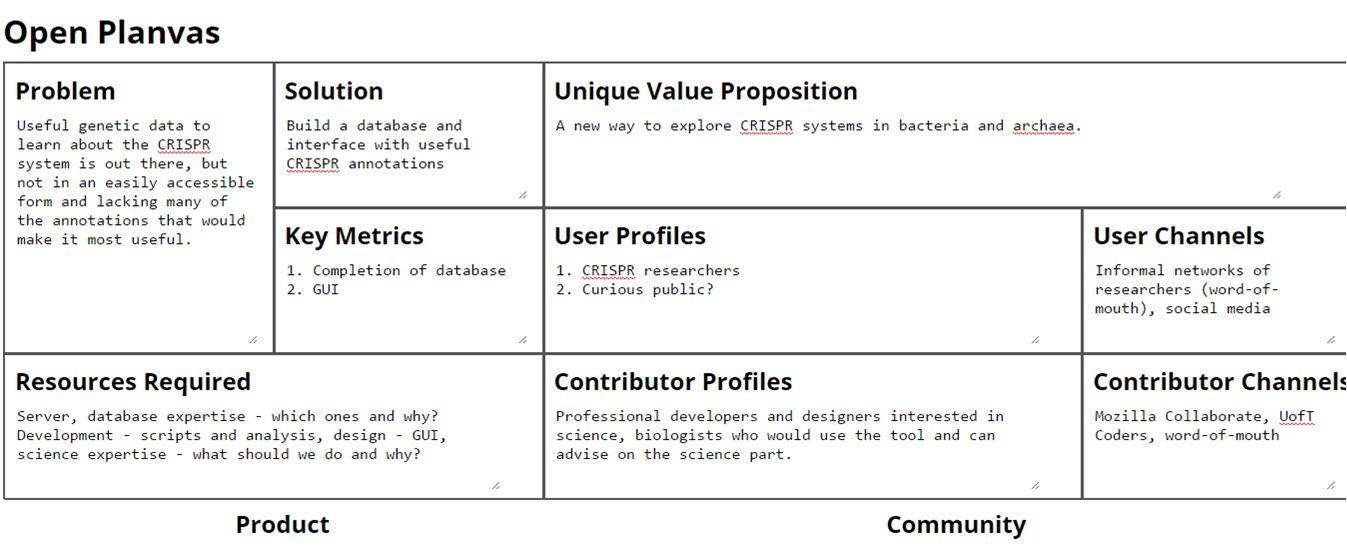 Open Planvas
Problem
Useful genetic data to
learn about the CRISPR
system is out there, but
not in an easily accessible
form and lacking many of
the annotations that would
make it most useful.
Solution
Build a database and
interface with useful
CRISPR annotations
Unique Value Proposition
A new way to explore CRISPR systems in bacteria and archaea.
Key Metrics
1. Completion of database
2. GUI
User Profiles
1. CRISPR researchers
2. Curious public?
User Channels
Informal networks of
researchers (word-of-
mouth), social media
Resources Required
Server, database expertise - which ones and why?
Development - scripts and analysis, design - GUI,
science expertise - what should we do and why?
Contributor Profiles
Professional developers and designers interested in
science, biologists who would use the tool and can
advise on the science part.
Contributor Channels
Mozilla Collaborate, UofT
Coders, word-of-mouth
Product
Community